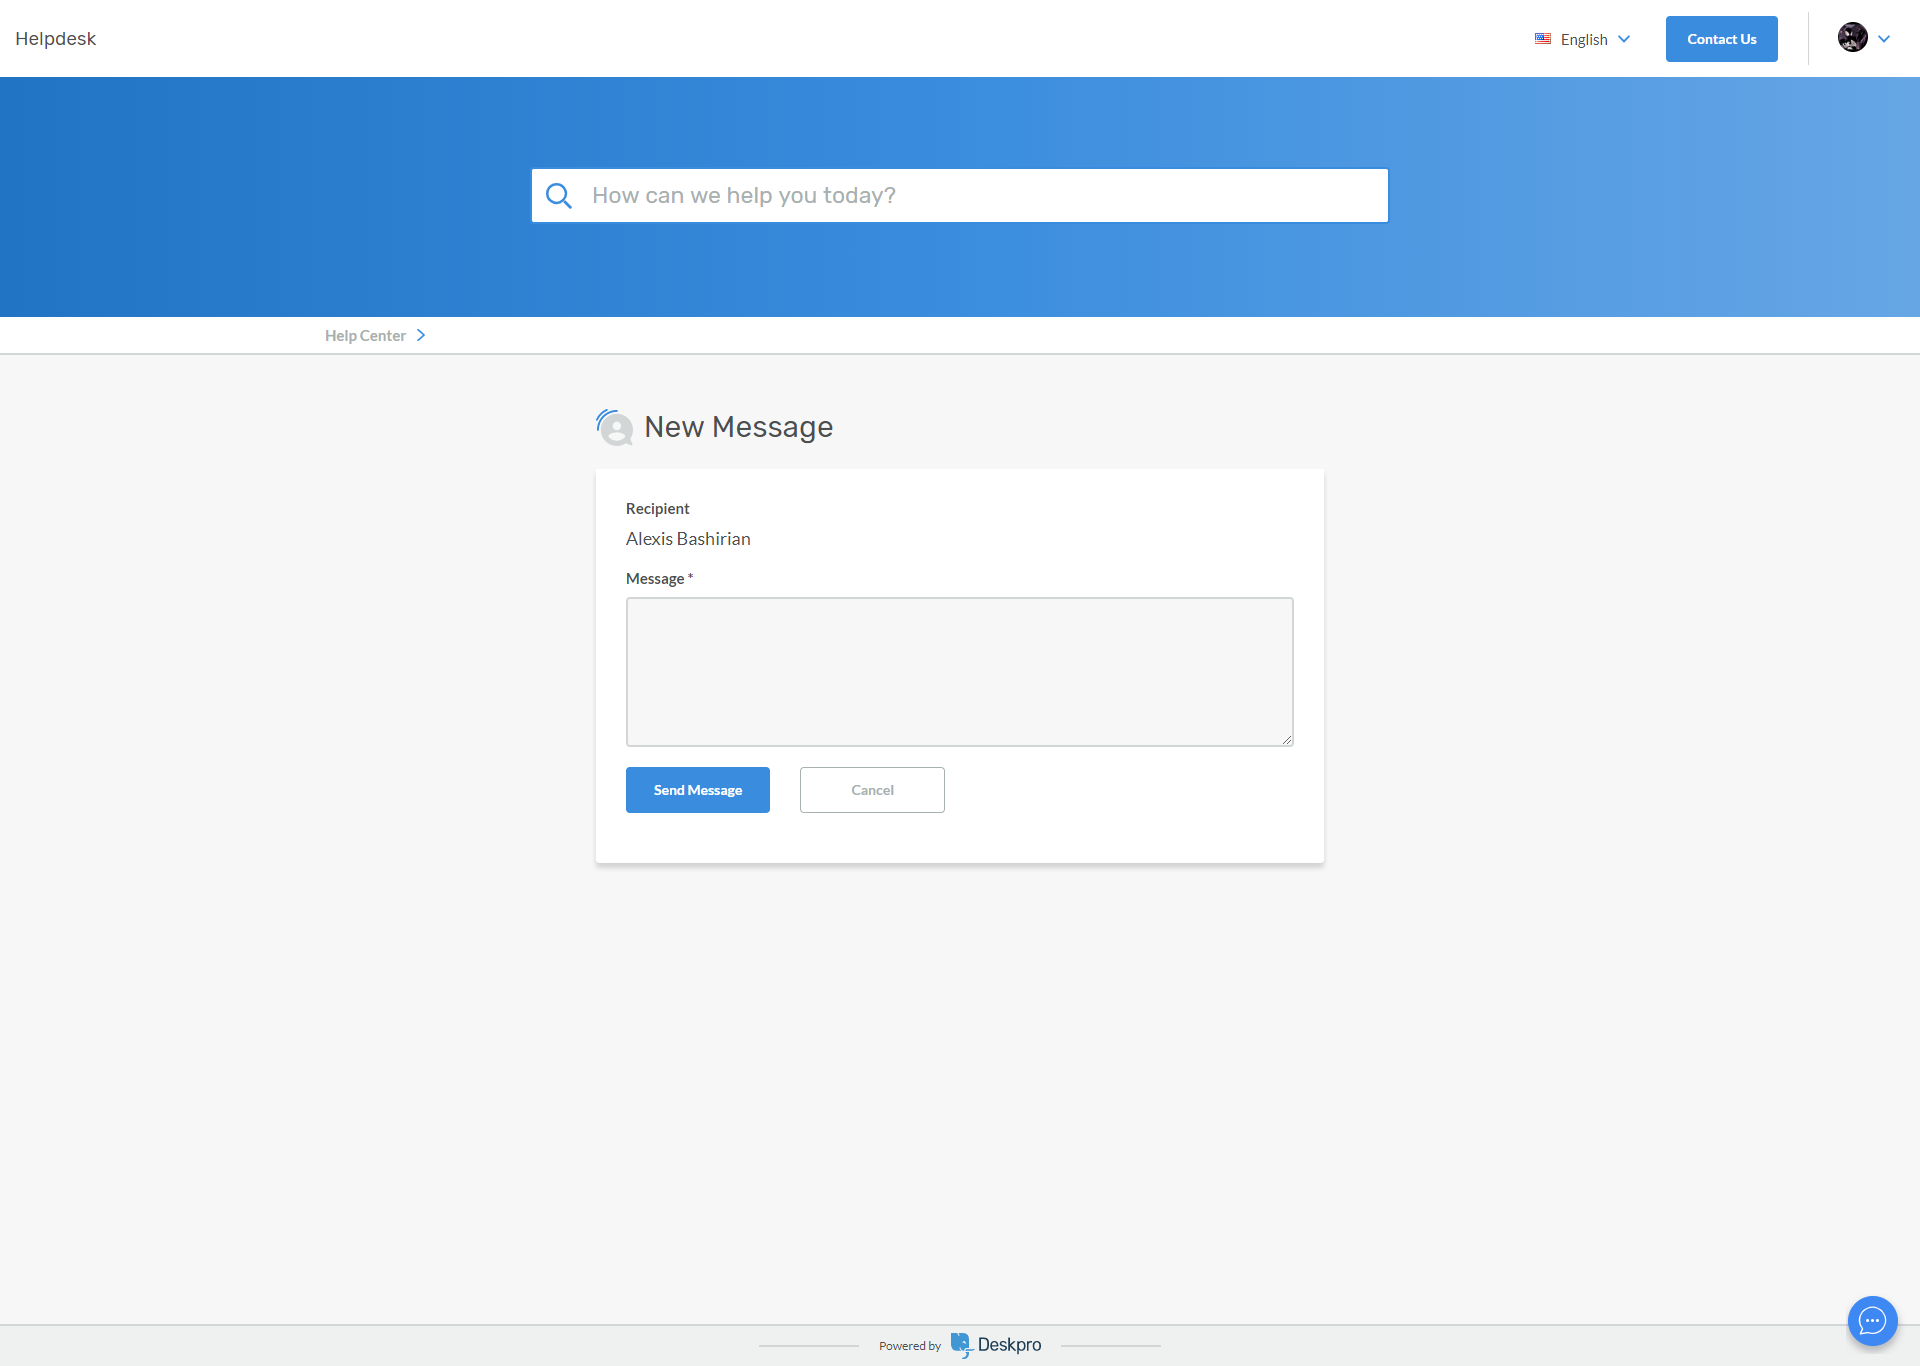 Helpdesk
English
Contact Us
How can we help you today?
Help Center
New Message
Recipient
Alexis Bashirian
Message *
Send Message
Cancel
Powered by Deskpro